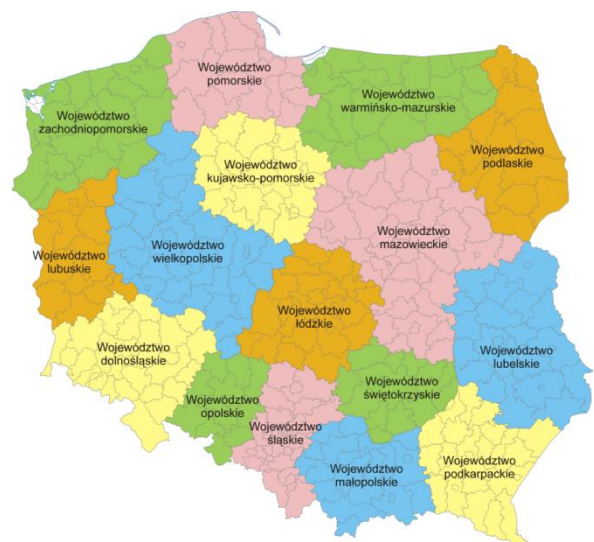 Województwo
pomorskie
Województwo
zachodniopomorskie
Województwo
warmińsko-mazurskie
Województwo
podlaskie
Województwo
kujawsko-pomorskie
Województwo
mazowieckie
Województwo
lubuskie
Województwo
wielkopolskie
Województwo
łódzkie
Województwo
lubelskie
Województwo
dolnośląskie
Województwo
opolskie
Województwo
śląskie
Województwo
świętokrzyskie
Województwo
małopolskie
Województwo
podkarpackie